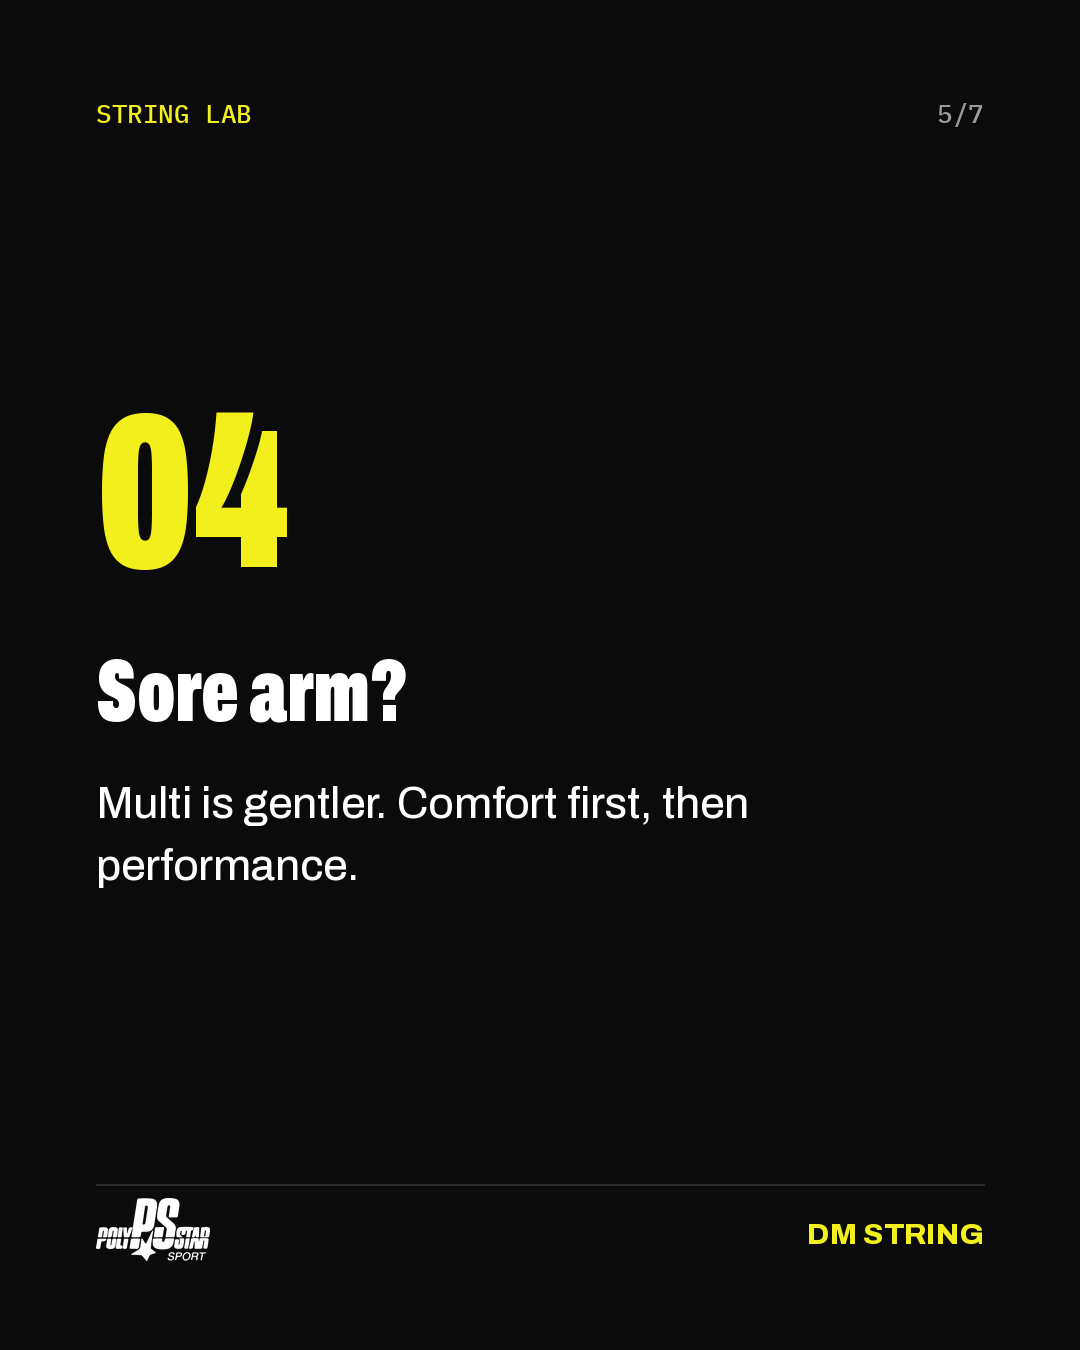 STRING LAB
5/7
04
Sore arm?
Multi is gentler. Comfort first, then
performance.
POLY PS STAR
SPORT
DM STRING